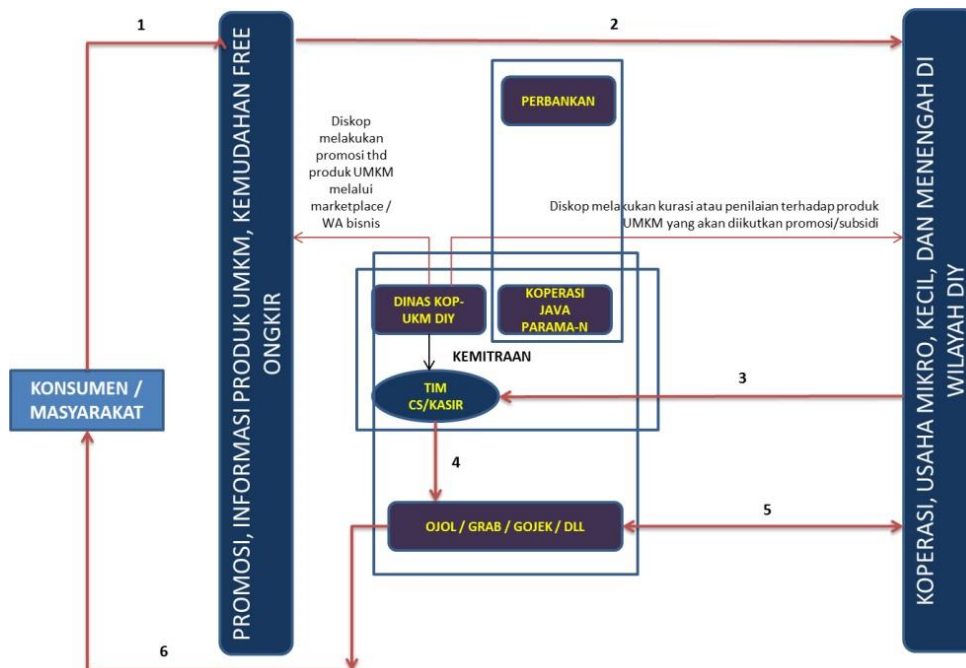 1
2
PROMOSI, INFORMASI PRODUK UMKM, KEMUDAHAN FREE
ONGKIR
PERBANKAN
Diskop
melakukan
promosi thd
produk UMKM
melalui
marketplace /
WA bisnis
Diskop melakukan kurasi atau penilaian terhadap produk
UMKM yang akan diikutkan promosi/subsidi
DINAS KOP-
UKM DIY
KOPERASI
JAVA
PARAMA-N
KEMITRAAN
TIM
CS/KASIR
3
KONSUMEN /
MASYARAKAT
4
OJOL / GRAB / GOJEK / DLL
5
6
KOPERASI, USAHA MIKRO, KECIL, DAN MENENGAH DI
WILAYAH DIY